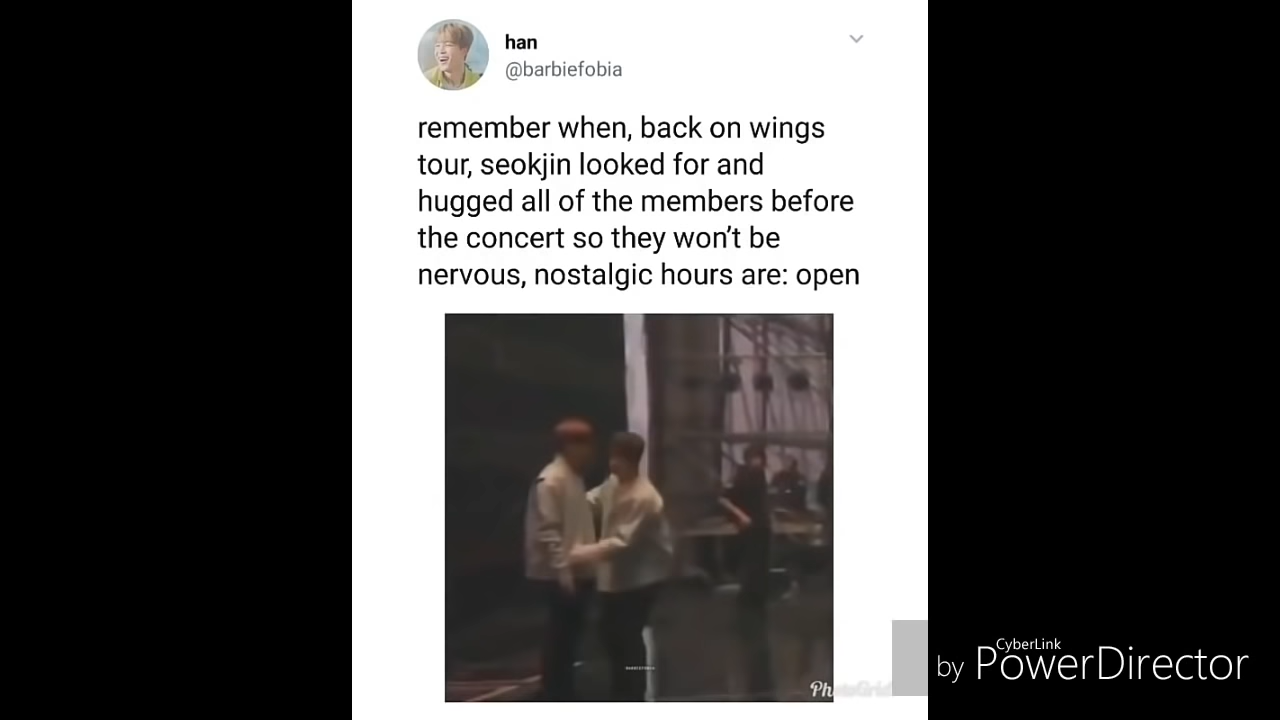 han
@barbiefobia
remember when, back on wings
tour, seokjin looked for and
hugged all of the members before
the concert so they won’t be
nervous, nostalgic hours are: open
PhotoGrid
CyberLink
by PowerDirector